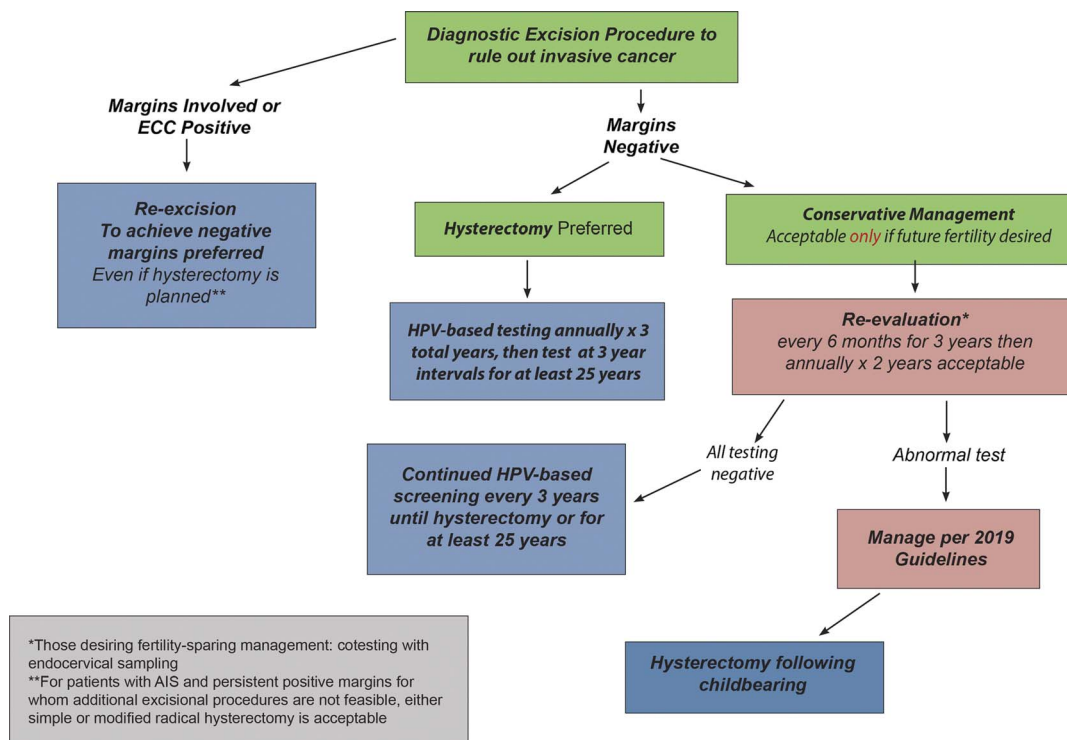 Diagnostic Excision Procedure to
rule out invasive cancer
Margins Involved or
ECC Positive
Margins
Negative
Re-excision
To achieve negative
margins preferred
Even if hysterectomy is
planned**
Hysterectomy Preferred
Conservative Management
Acceptable only if future fertility desired
HPV-based testing annually x 3
total years, then test at 3 year
intervals for at least 25 years
Re-evaluation*
every 6 months for 3 years then
annually x 2 years acceptable
All testing
negative
Abnormal test
Continued HPV-based
screening every 3 years
until hysterectomy or for
at least 25 years
Manage per 2019
Guidelines
Hysterectomy following
childbearing
*Those desiring fertility-sparing management: cotesting with
endocervical sampling
**For patients with AIS and persistent positive margins for
whom additional excisional procedures are not feasible, either
simple or modified radical hysterectomy is acceptable